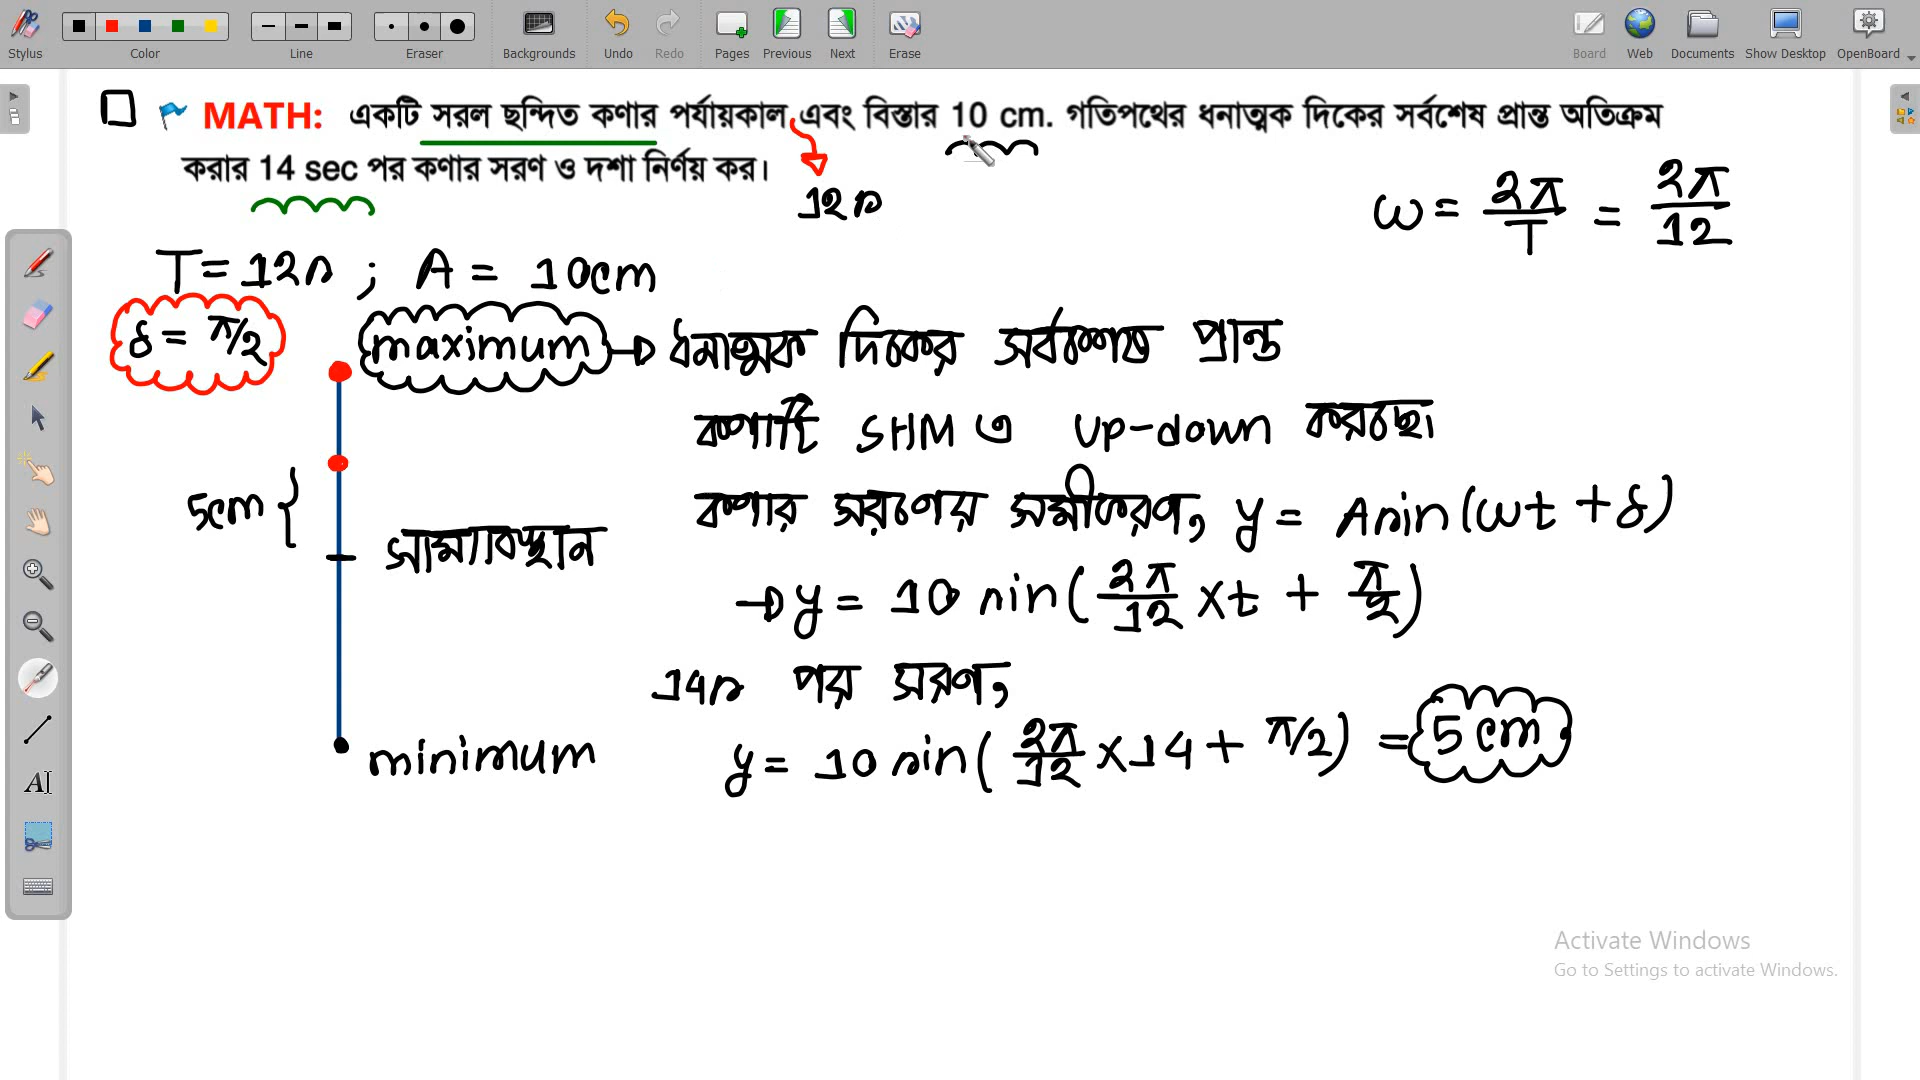 Stylus Color Line Eraser Backgrounds Undo Redo Pages Previous Next Erase Board Web Documents Show Desktop OpenBoard
MATH: একটি সরল ছন্দিত কণার পর্যায়কাল এবং বিস্তার 10 cm. গতিপথের ধনাত্মক দিকের সর্বশেষ প্রান্ত অতিক্রম
করার 14 sec পর কণার সরণ ও দশা নির্ণয় কর।
12s
ω = 2π/T = 2π/12
T = 12s ; A = 10cm
δ = π/2
maximum → ধনাত্মক দিকের সর্বশেষ প্রান্ত
কণাটি SHM এ up-down করছে।
5cm {
কণার সরণের সমীকরণ, y = A sin(ωt + δ)
সাম্যাবস্থান
→ y = 10 sin(2π/12 × t + π/2)
14s পর সরণ,
minimum
y = 10 sin(2π/12 × 14 + π/2) = 5 cm
Activate Windows
Go to Settings to activate Windows.